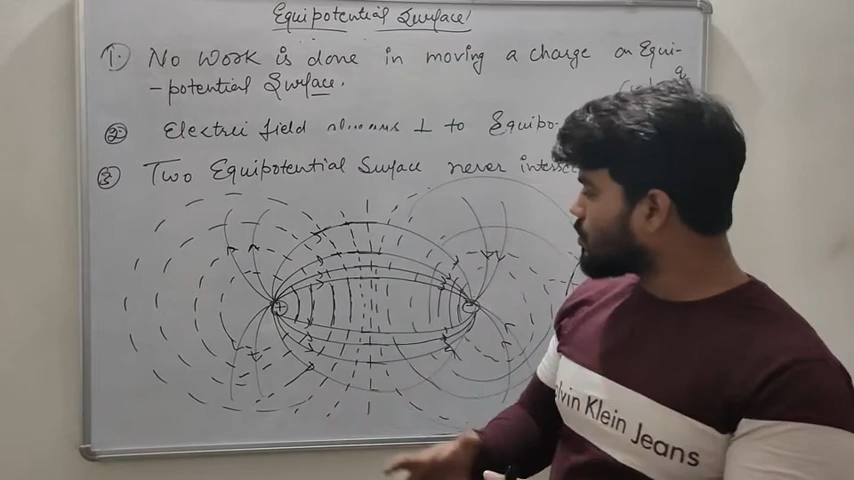 Equipotential Surface
1. No Work is done in moving a charge on Equi-
-potential Surface.
2 Electric field always ⊥ to Equipo
3 Two Equipotential Surface never interse
+ -
lvin Klein Jeans